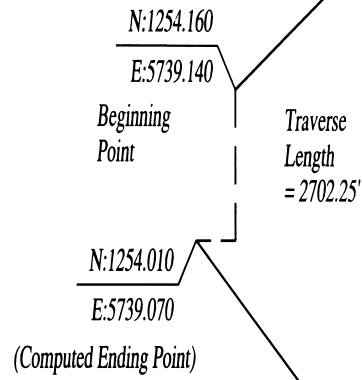 N:1254.160
E:5739.140
Beginning
Point
Traverse
Length
= 2702.25'
N:1254.010
E:5739.070
(Computed Ending Point)